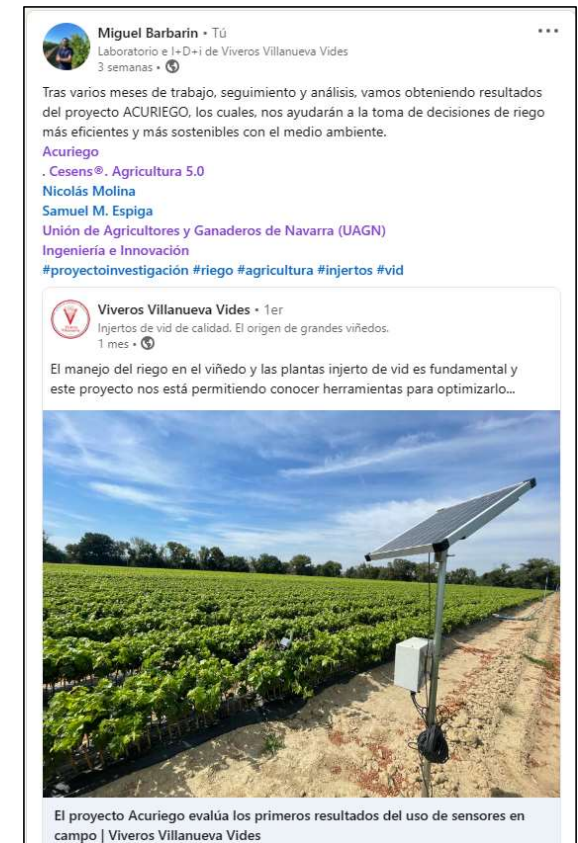 Miguel Barbarin • Tú
Laboratorio e I+D+i de Viveros Villanueva Vides
3 semanas •
Tras varios meses de trabajo, seguimiento y análisis, vamos obteniendo resultados
del proyecto ACURIEGO, los cuales, nos ayudarán a la toma de decisiones de riego
más eficientes y más sostenibles con el medio ambiente.
Acuriego
. Cesens®. Agricultura 5.0
Nicolás Molina
Samuel M. Espiga
Unión de Agricultores y Ganaderos de Navarra (UAGN)
Ingeniería e Innovación
#proyectoinvestigación #riego #agricultura #injertos #vid
Viveros Villanueva Vides • 1er
Injertos de vid de calidad. El origen de grandes viñedos.
1 mes •
El manejo del riego en el viñedo y las plantas injerto de vid es fundamental y
este proyecto nos está permitiendo conocer herramientas para optimizarlo...
El proyecto Acuriego evalúa los primeros resultados del uso de sensores en
campo | Viveros Villanueva Vides